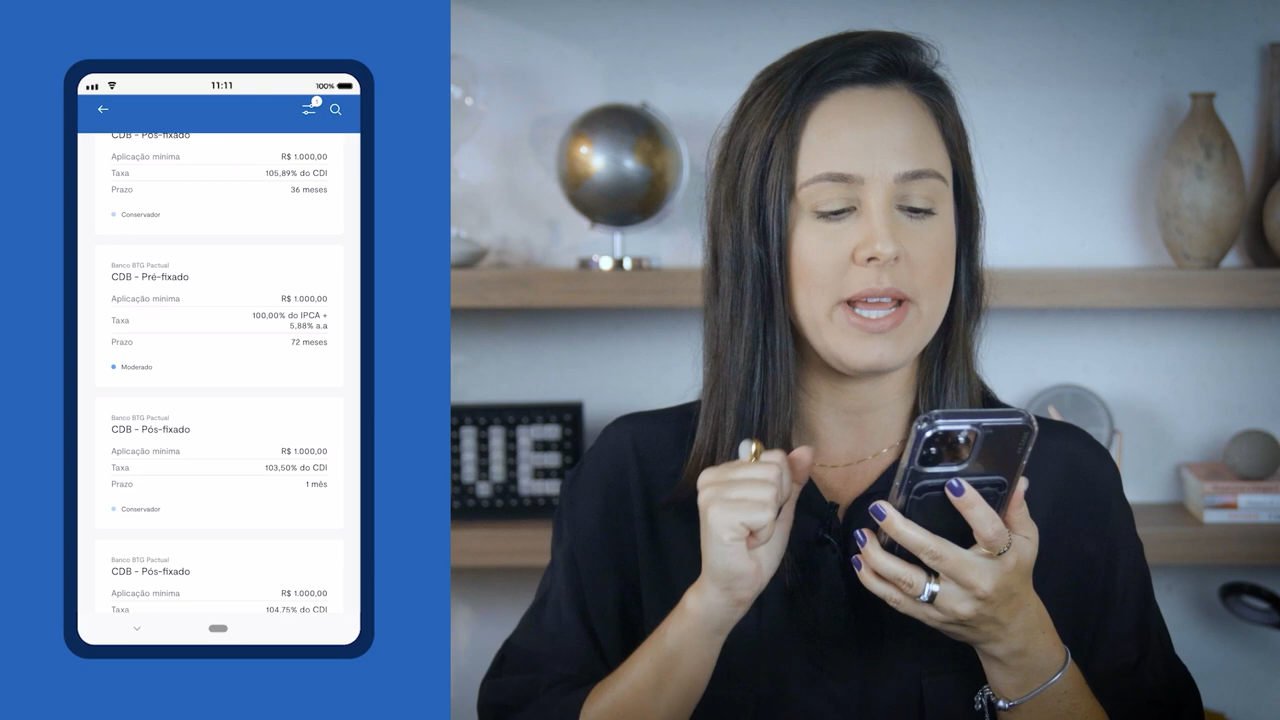 11:11
100%
1
CDB - Pós-fixado
Aplicação mínima R$ 1.000,00
Taxa 105,89% do CDI
Prazo 36 meses
Conservador
Banco BTG Pactual
CDB - Pré-fixado
Aplicação mínima R$ 1.000,00
Taxa 100,00% do IPCA +
5,88% a.a
Prazo 72 meses
Moderado
Banco BTG Pactual
CDB - Pós-fixado
Aplicação mínima R$ 1.000,00
Taxa 103,50% do CDI
Prazo 1 mês
Conservador
Banco BTG Pactual
CDB - Pós-fixado
Aplicação mínima R$ 1.000,00
Taxa 104,75% do CDI
UE